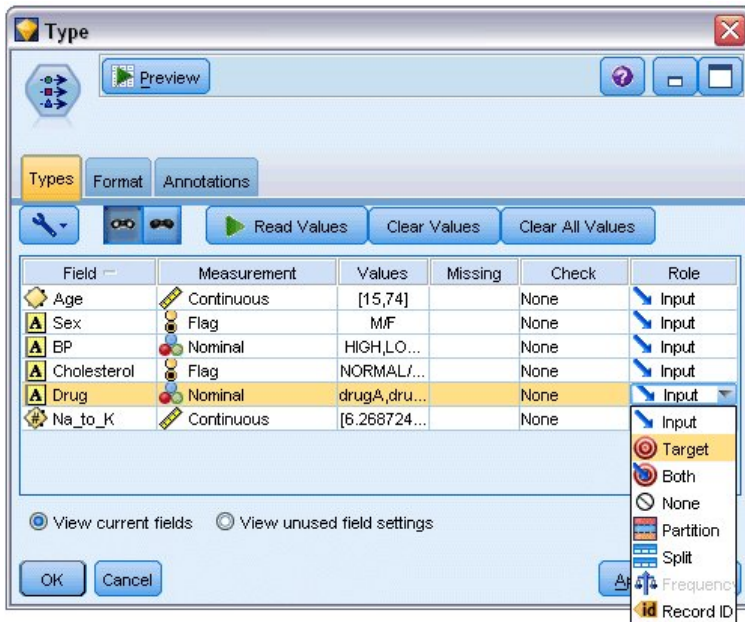 Type
Preview
Types Format Annotations
Read Values Clear Values Clear All Values
Field Measurement Values Missing Check Role
Age Continuous [15,74] None Input
A Sex Flag M/F None Input
A BP Nominal HIGH,LO... None Input
A Cholesterol Flag NORMAL/... None Input
A Drug Nominal drugA,dru... None Input
# Na_to_K Continuous [6.268724... None
Input
Target
Both
None
Partition
Split
Frequency
id Record ID
View current fields View unused field settings
OK Cancel